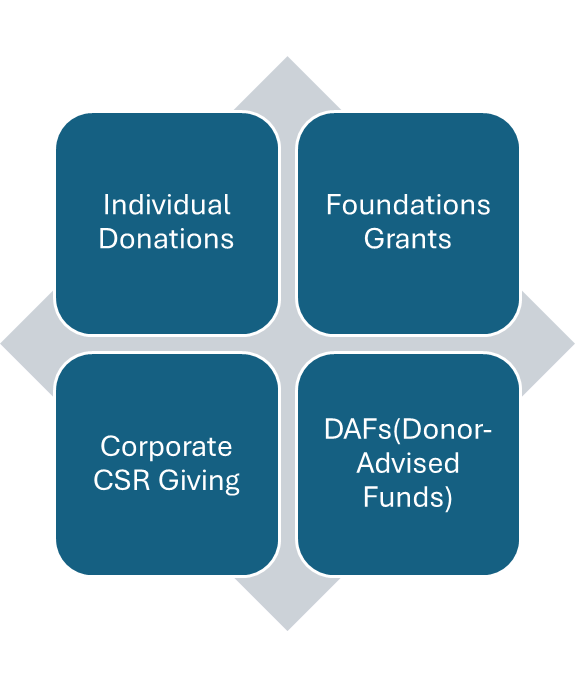 Individual
Donations
Foundations
Grants
Corporate
CSR Giving
DAFs(Donor-
Advised
Funds)